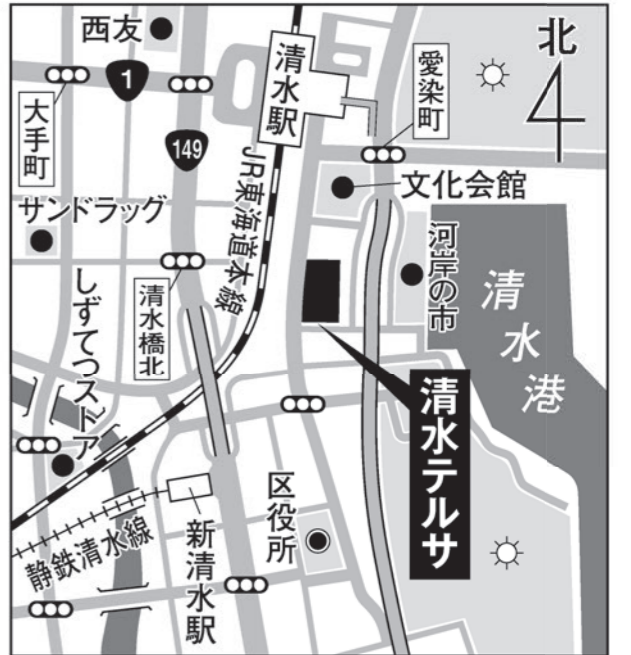 西友
北
1
清水駅
愛染町
大手町
149
文化会館
サンドラッグ
JR東海道本線
河岸の市
清水港
清水橋北
しずてつストア
清水テルサ
区役所
静鉄清水線
新清水駅